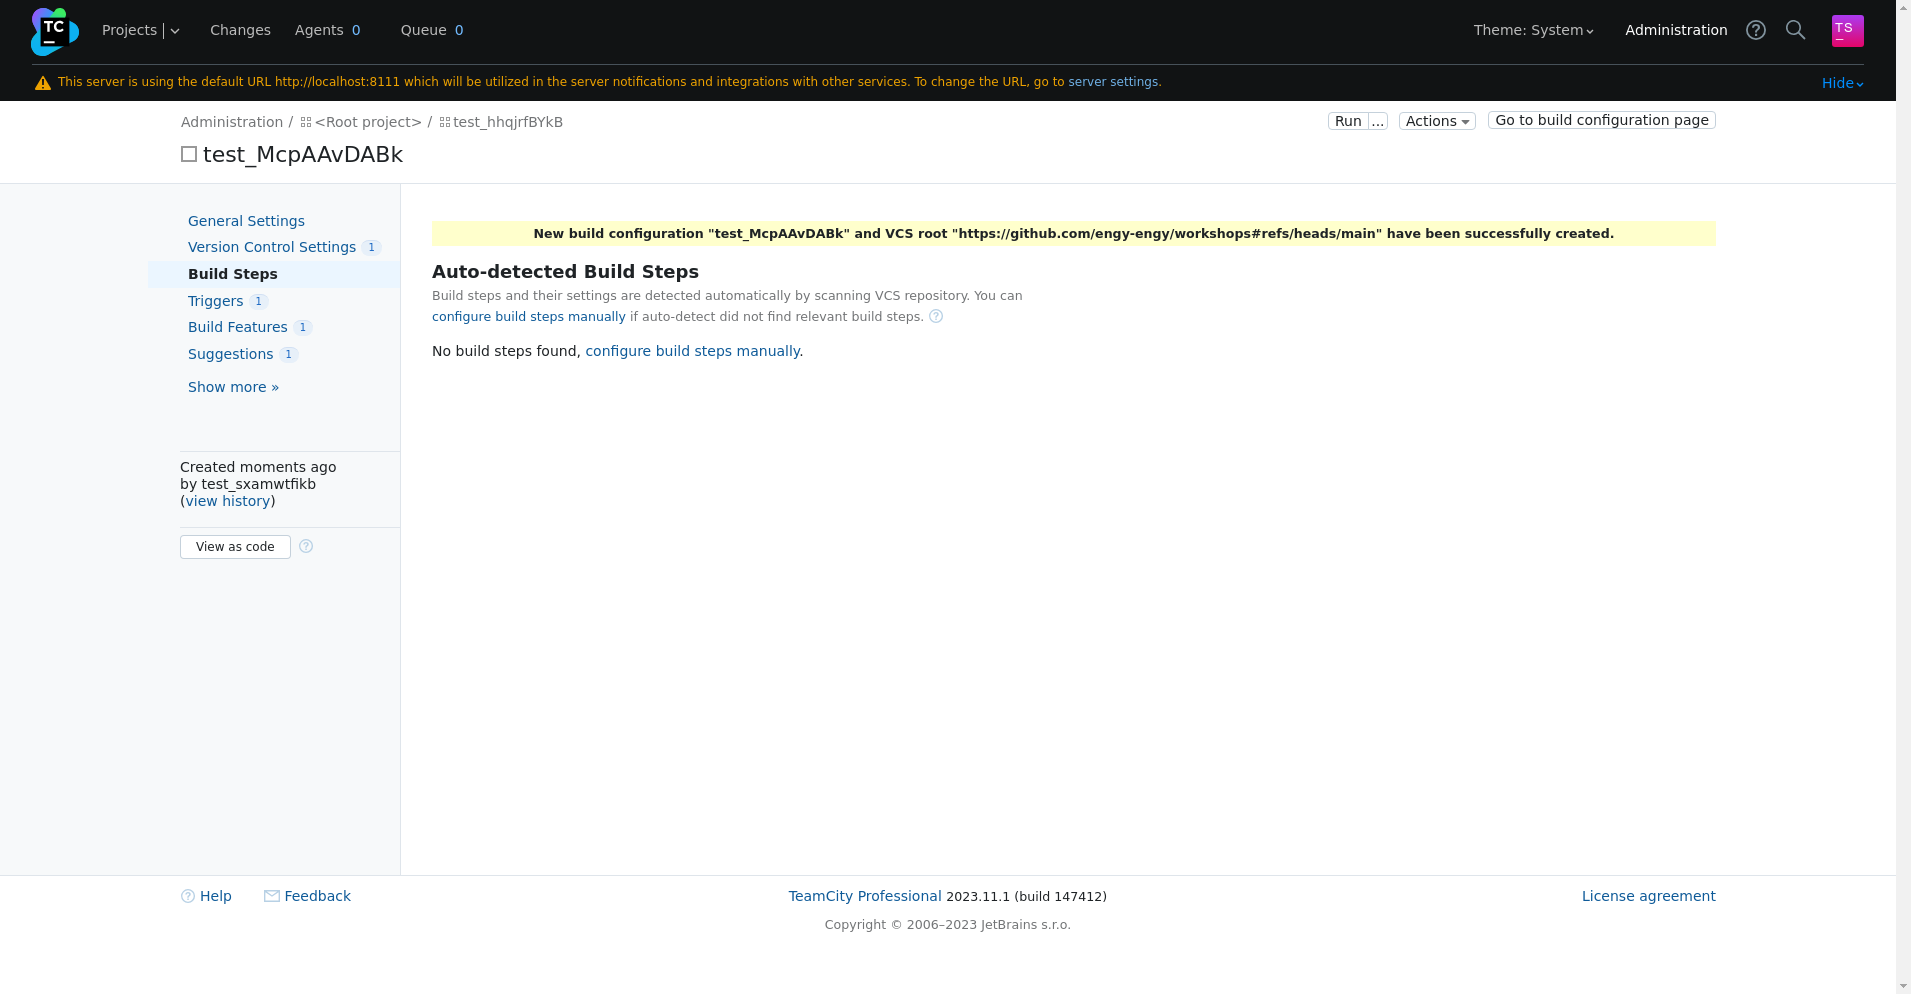 TC
Projects
Changes
Agents 0
Queue 0
Theme: System
Administration
TS
This server is using the default URL http://localhost:8111 which will be utilized in the server notifications and integrations with other services. To change the URL, go to server settings.
Hide
Administration / <Root project> / test_hhqjrfBYkB
Run ...
Actions
Go to build configuration page
test_McpAAvDABk
General Settings
Version Control Settings 1
Build Steps
Triggers 1
Build Features 1
Suggestions 1
Show more »
Created moments ago
by test_sxamwtfikb
(view history)
View as code
New build configuration "test_McpAAvDABk" and VCS root "https://github.com/engy-engy/workshops#refs/heads/main" have been successfully created.
Auto-detected Build Steps
Build steps and their settings are detected automatically by scanning VCS repository. You can
configure build steps manually if auto-detect did not find relevant build steps.
No build steps found, configure build steps manually.
Help
Feedback
TeamCity Professional 2023.11.1 (build 147412)
License agreement
Copyright © 2006–2023 JetBrains s.r.o.